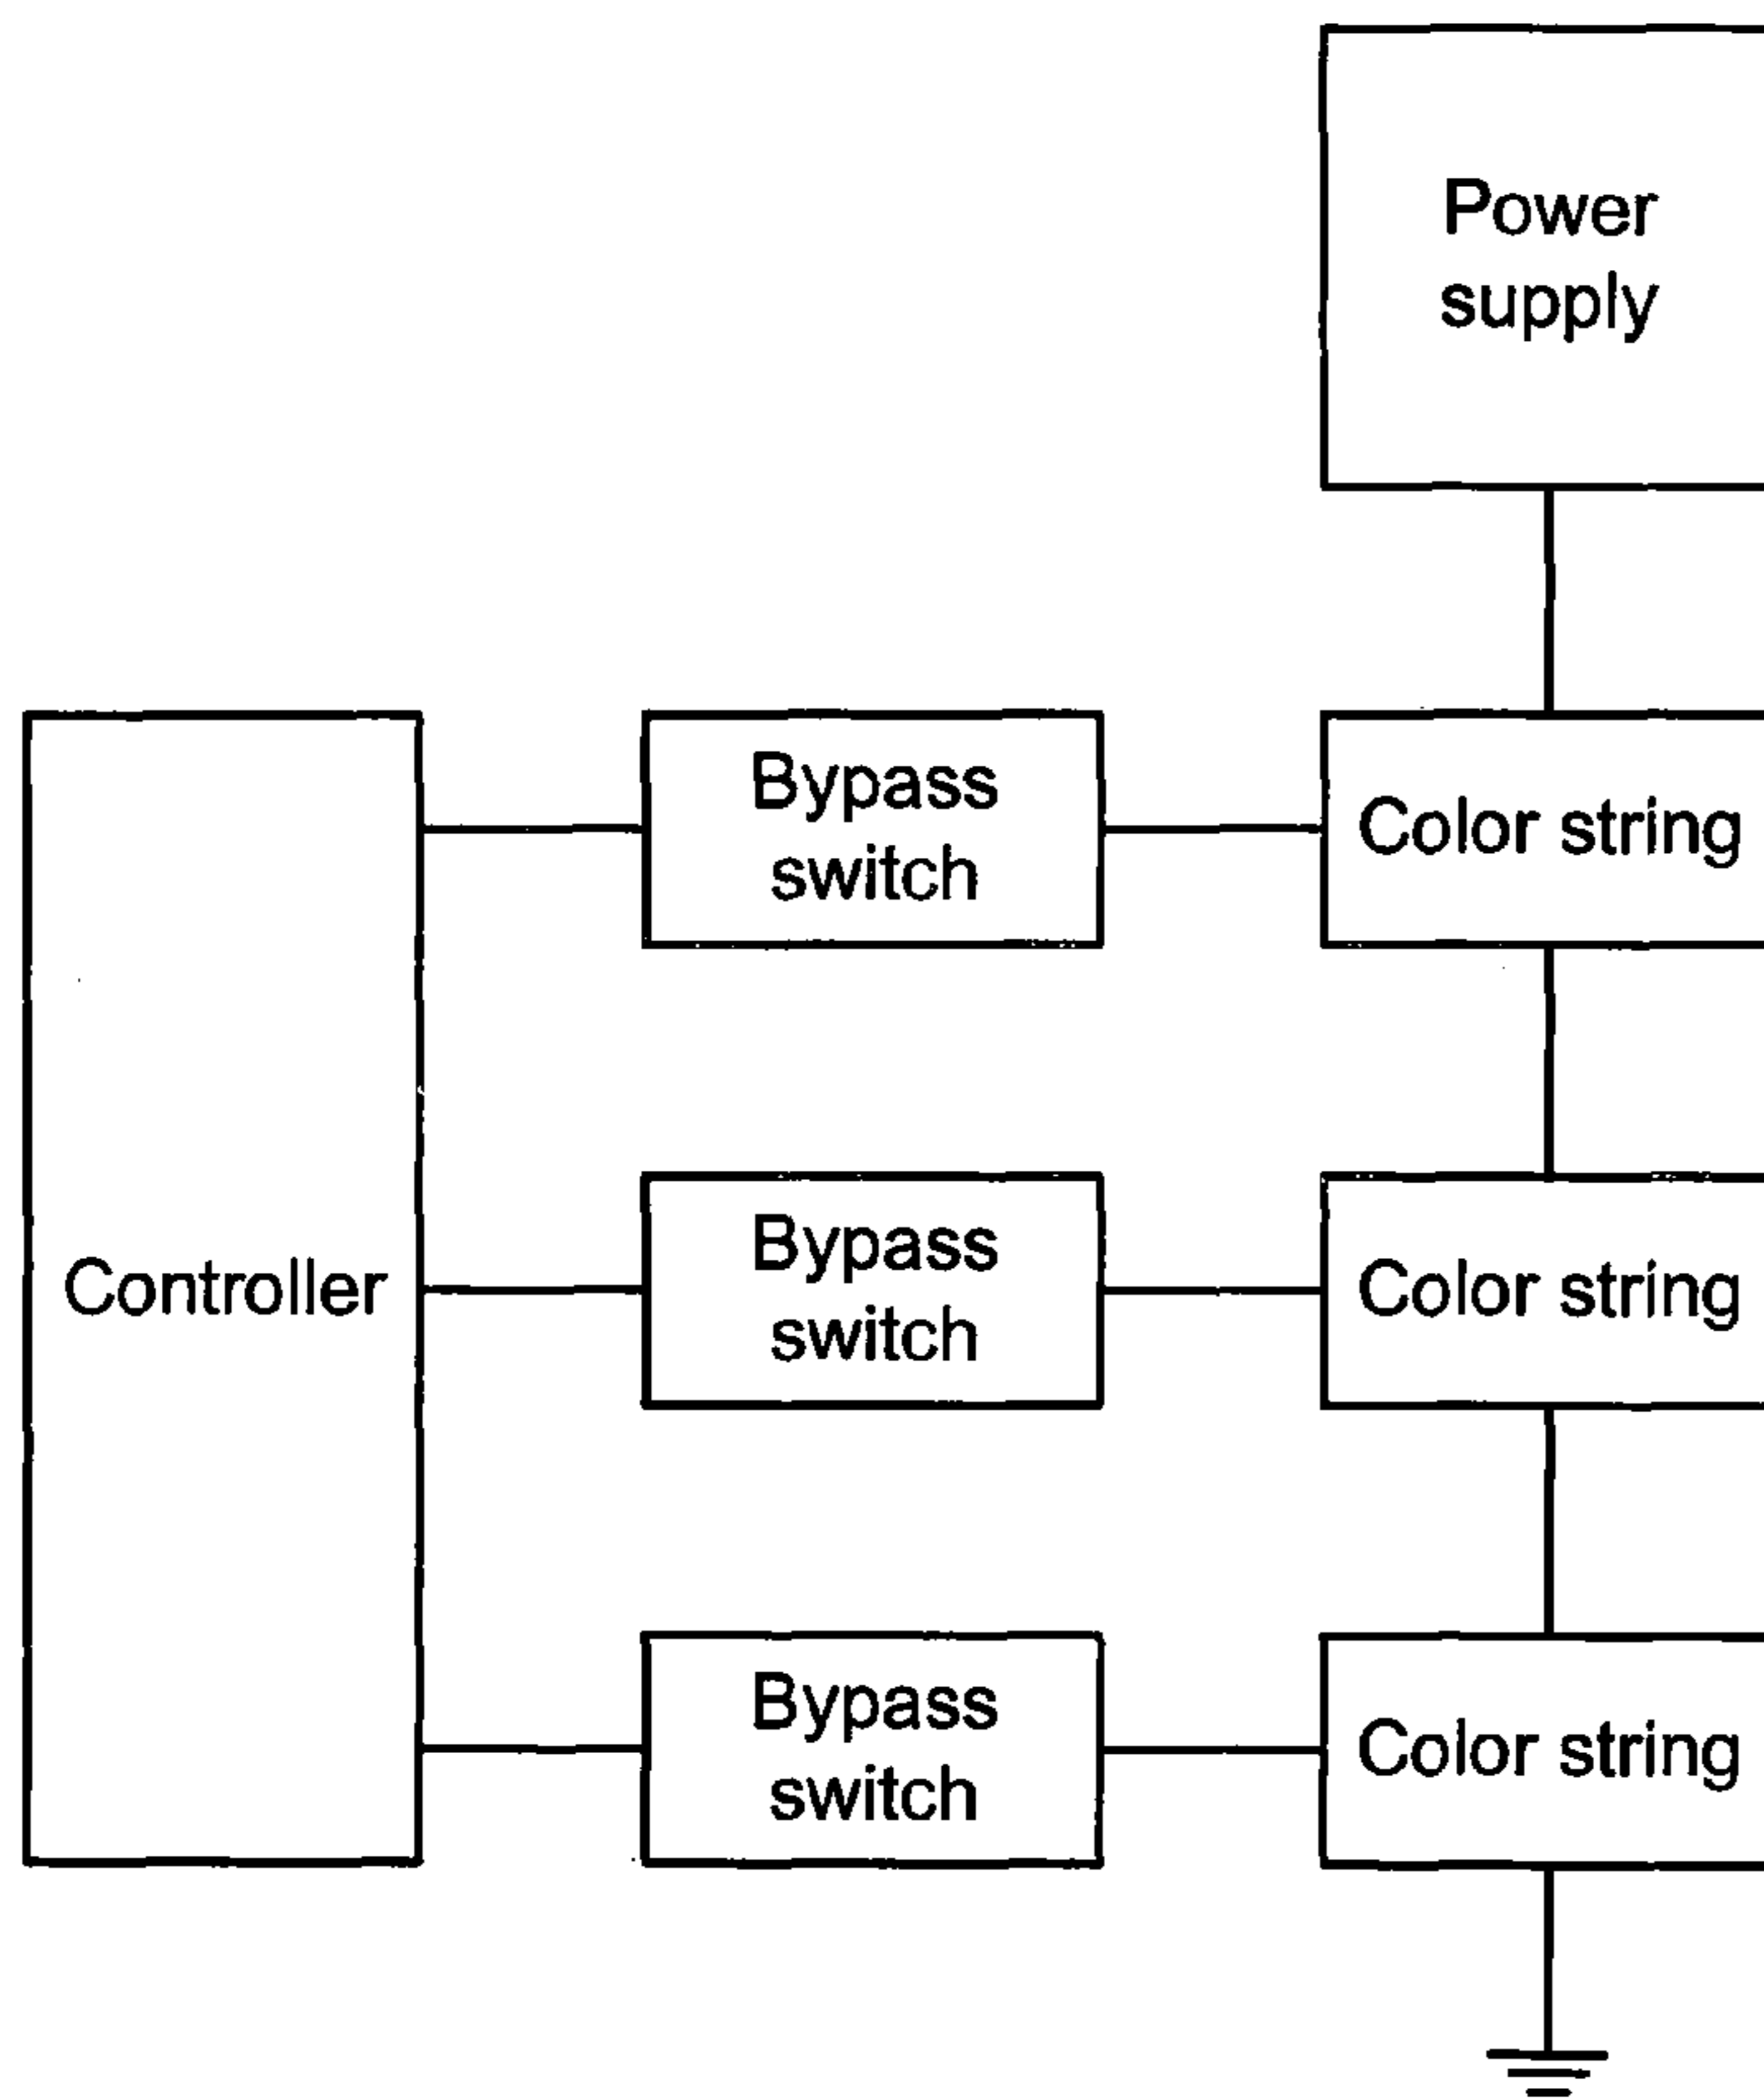 Power
supply
Bypass
switch
Color string
Controller
Bypass
switch
Color string
Bypass
switch
Color string